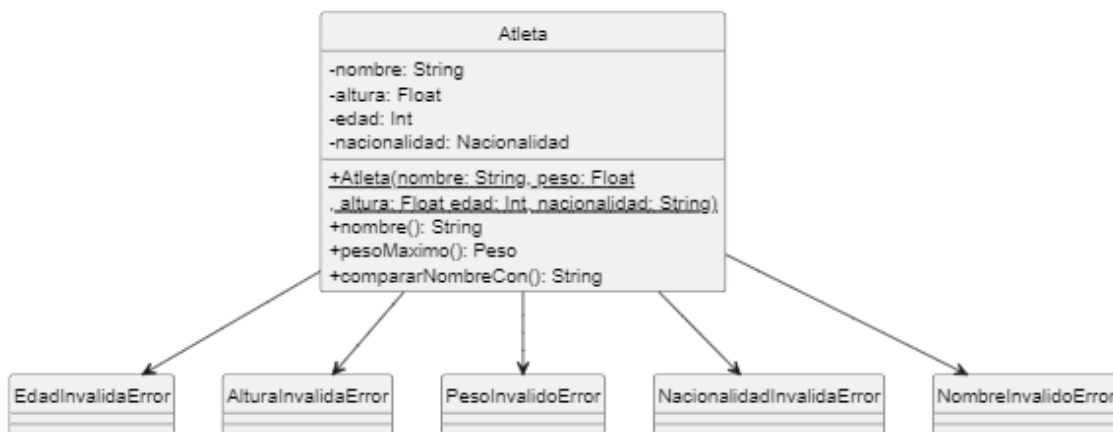 Atleta
-nombre: String
-altura: Float
-edad: Int
-nacionalidad: Nacionalidad
+Atleta(nombre: String, peso: Float
, altura: Float edad: Int, nacionalidad: String)
+nombre(): String
+pesoMaximo(): Peso
+compararNombreCon(): String
EdadInvalidaError
AlturaInvalidaError
PesoInvalidoError
NacionalidadInvalidaError
NombreInvalidoError